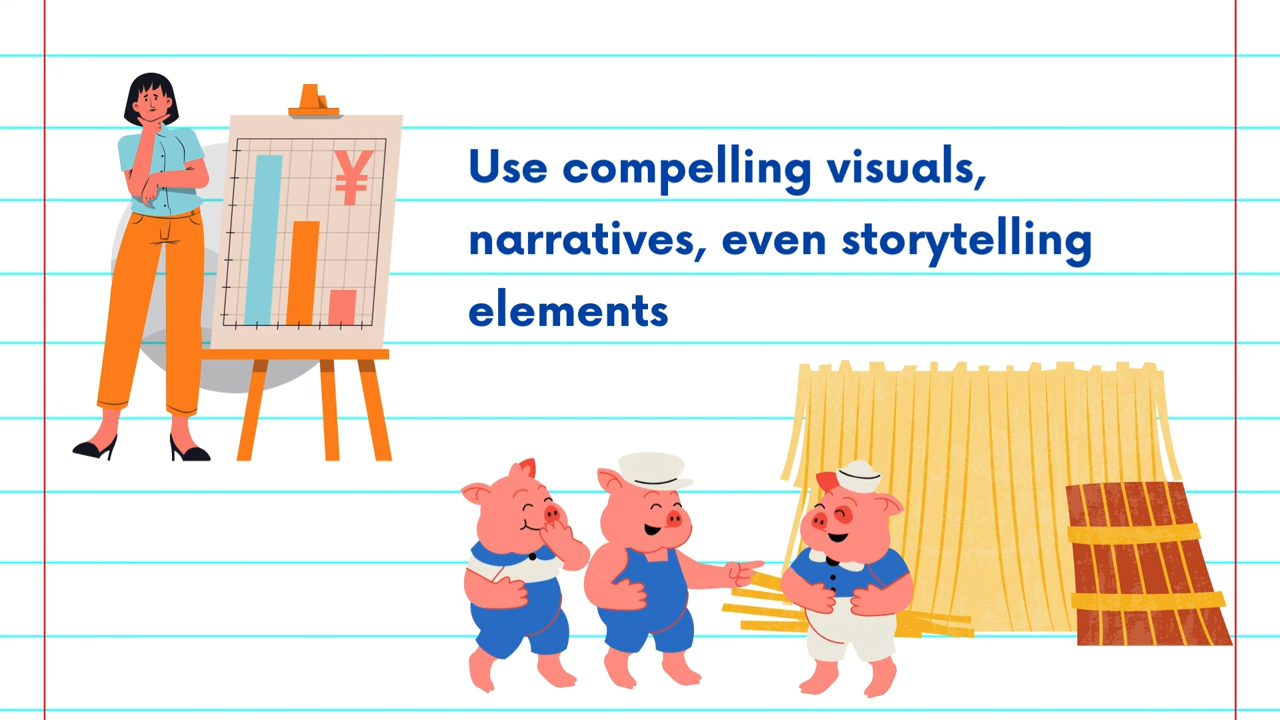 ¥
Use compelling visuals,
narratives, even storytelling
elements